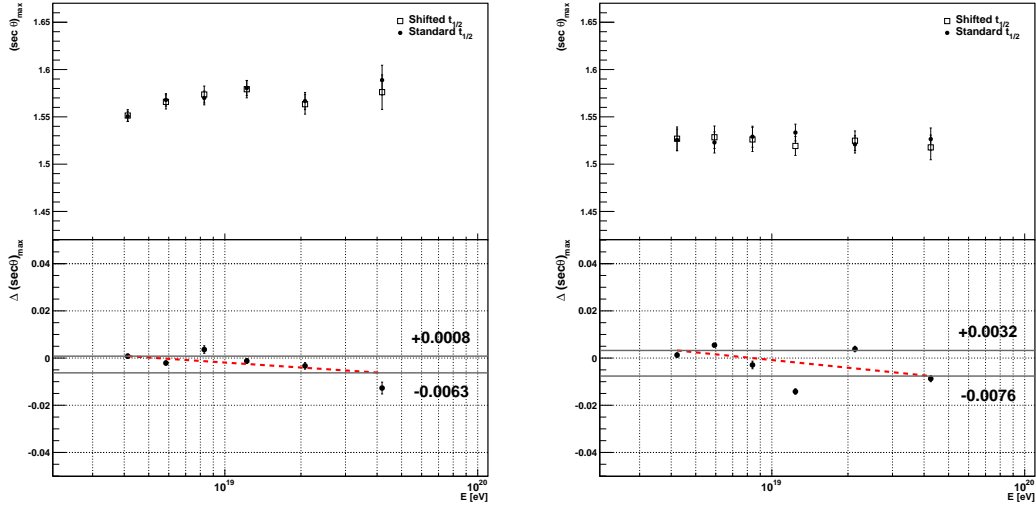 (sec θ)max
1.65
1.6
1.55
1.5
1.45
Shifted t1/2
Standard t1/2
Δ (secθ)max
0.04
0.02
0
-0.02
-0.04
+0.0008
-0.0063
10^19
10^20
E [eV]
(sec θ)max
1.65
1.6
1.55
1.5
1.45
Shifted t1/2
Standard t1/2
Δ (secθ)max
0.04
0.02
0
-0.02
-0.04
+0.0032
-0.0076
10^19
10^20
E [eV]